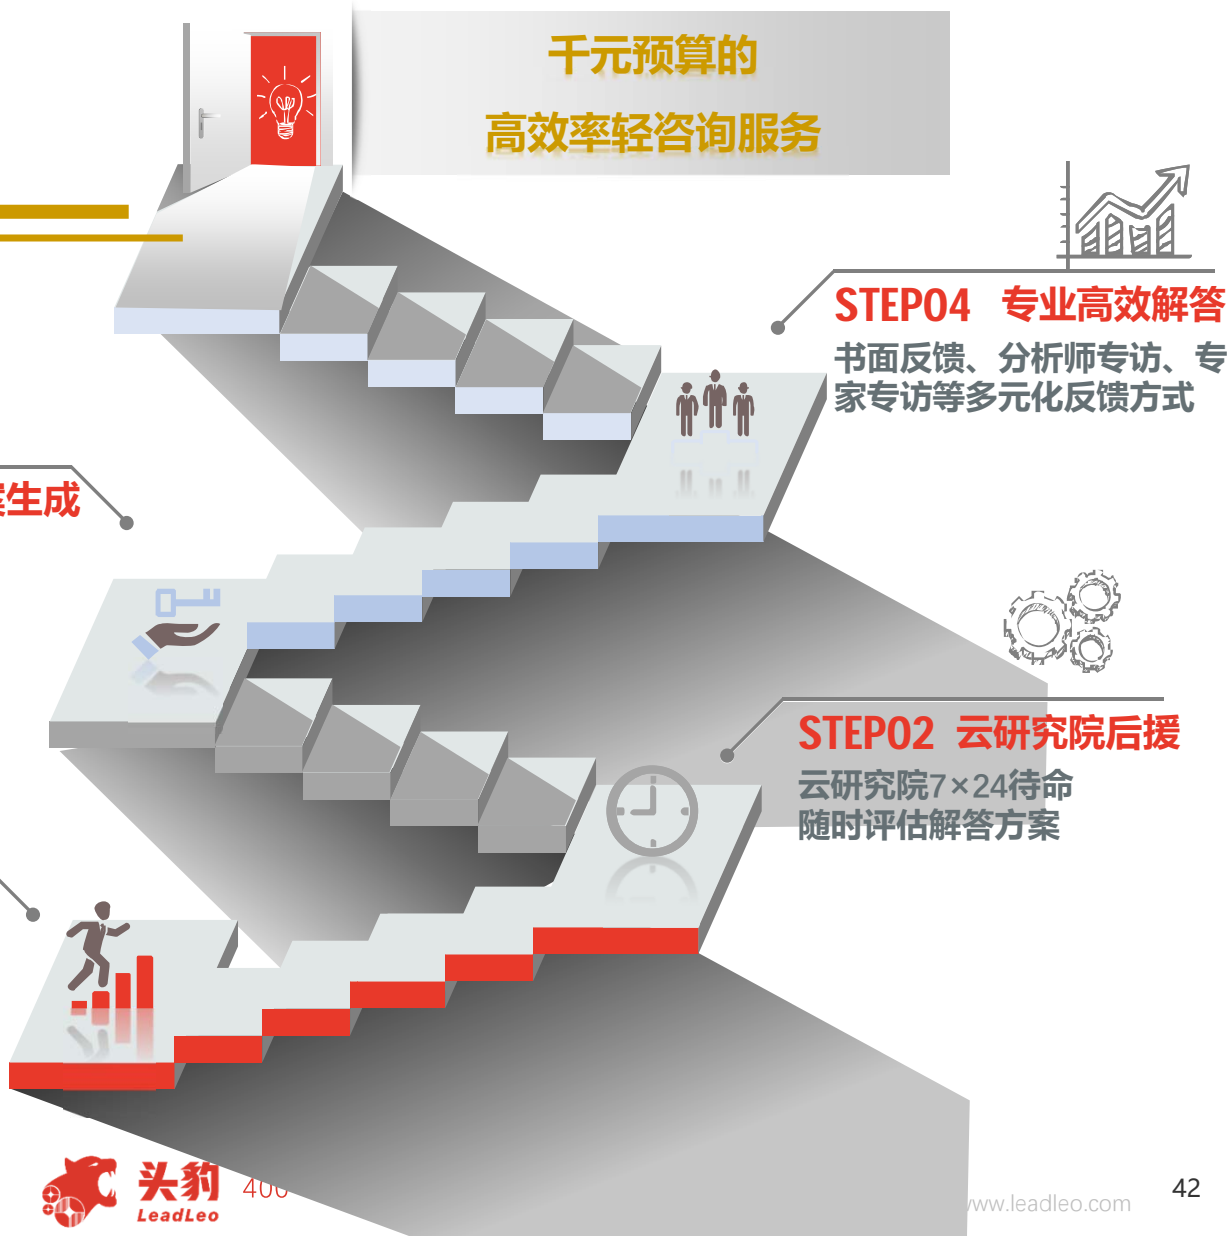 千元预算的
高效率轻咨询服务
STEP04 专业高效解答
书面反馈、分析师专访、专
家专访等多元化反馈方式
生成
STEP02 云研究院后援
云研究院7×24待命
随时评估解答方案
头豹
LeadLeo
400
www.leadleo.com
42